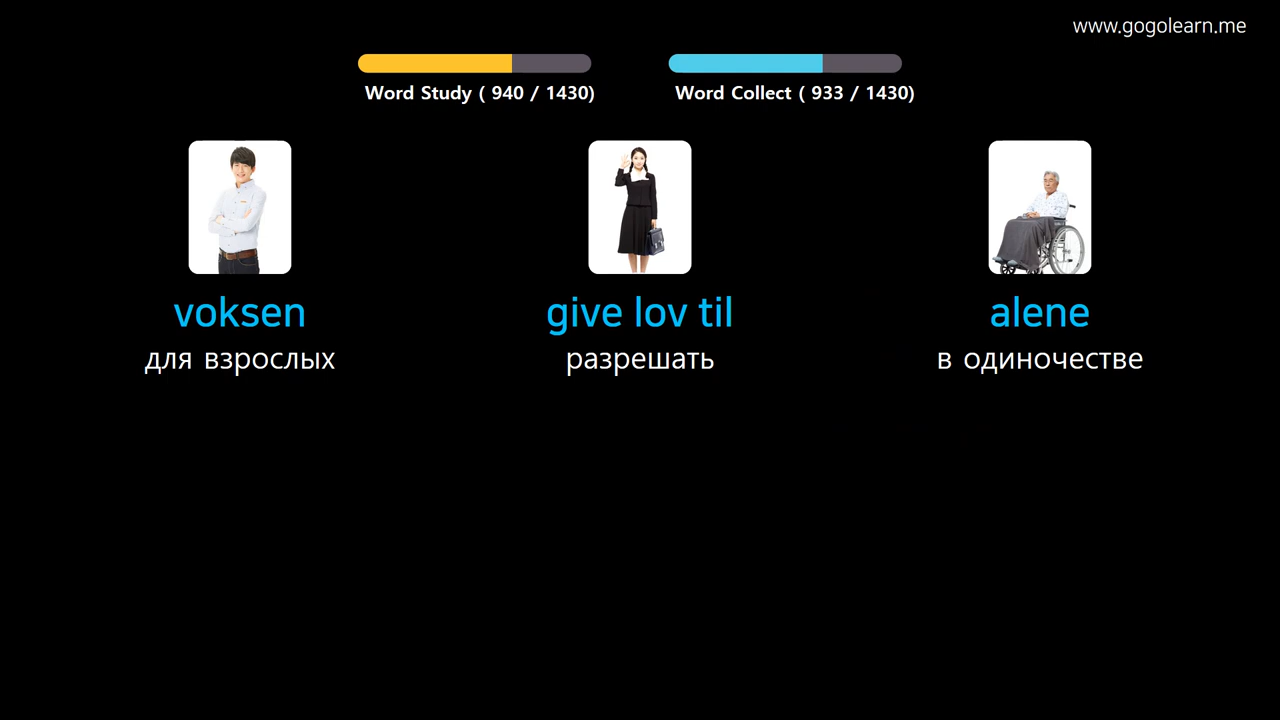 www.gogolearn.me
Word Study ( 940 / 1430)
Word Collect ( 933 / 1430)
voksen
give lov til
alene
для взрослых
разрешать
в одиночестве